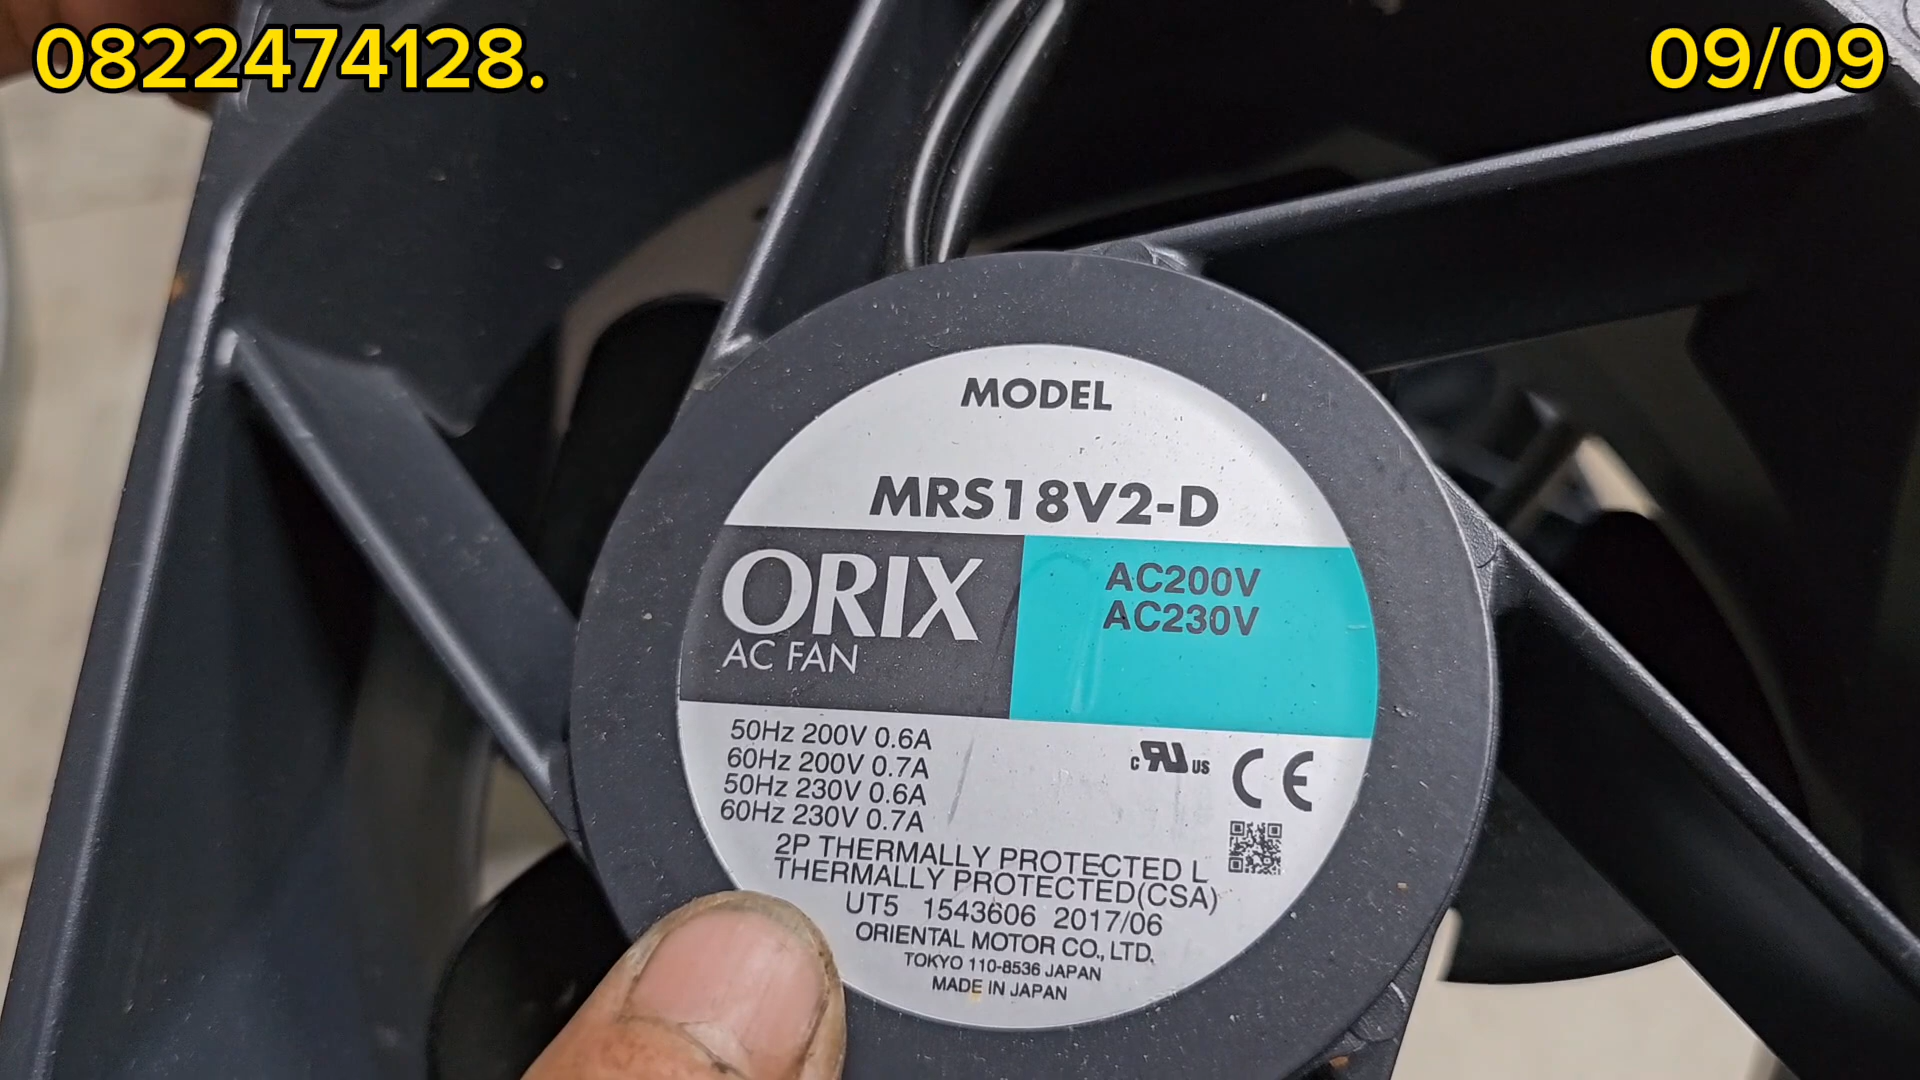 0822474128.
09/09
MODEL
MRS18V2-D
ORIX
AC FAN
AC200V
AC230V
50Hz 200V 0.6A
60Hz 200V 0.7A
50Hz 230V 0.6A
60Hz 230V 0.7A
c RU US
CE
2P THERMALLY PROTECTED L
THERMALLY PROTECTED(CSA)
UT5 1543606 2017/06
ORIENTAL MOTOR CO., LTD.
TOKYO 110-8536 JAPAN
MADE IN JAPAN